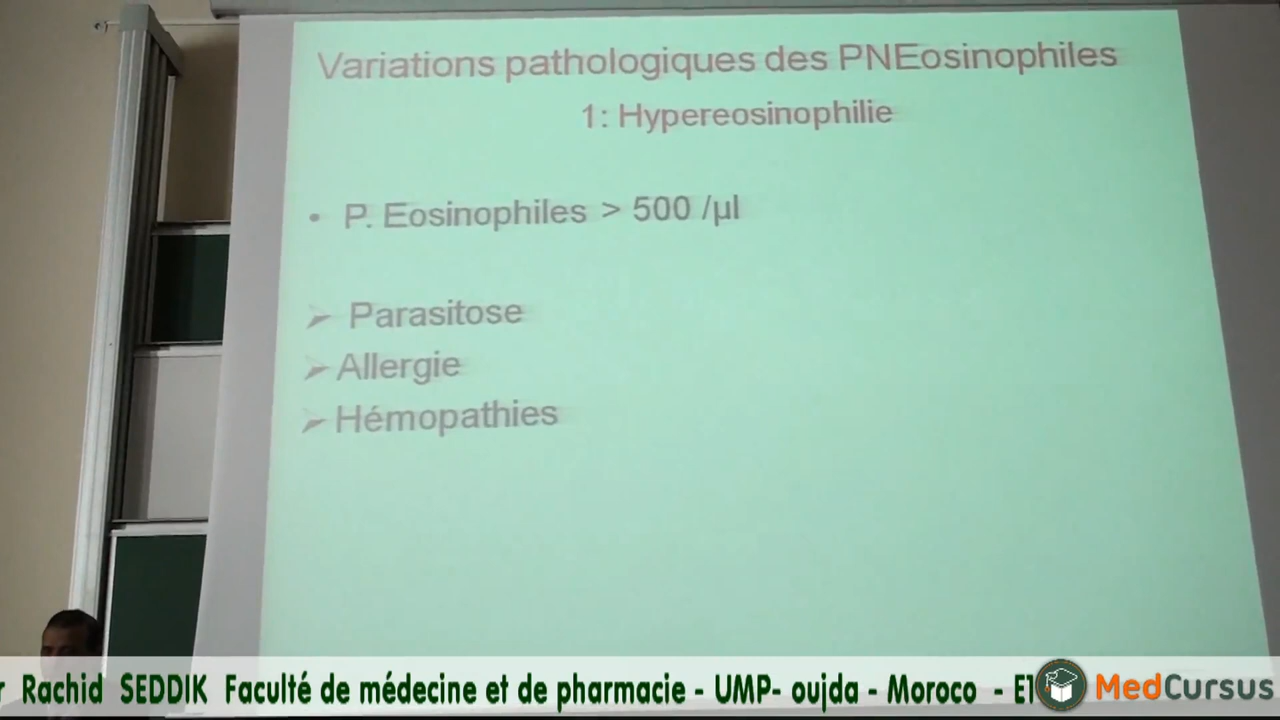 Variations pathologiques des PNEosinophiles
1: Hypereosinophilie
• P. Eosinophiles > 500 /µl
➢ Parasitose
➢ Allergie
➢ Hémopathies
r Rachid SEDDIK Faculté de médecine et de pharmacie - UMP- oujda - Moroco - E1
MedCursus